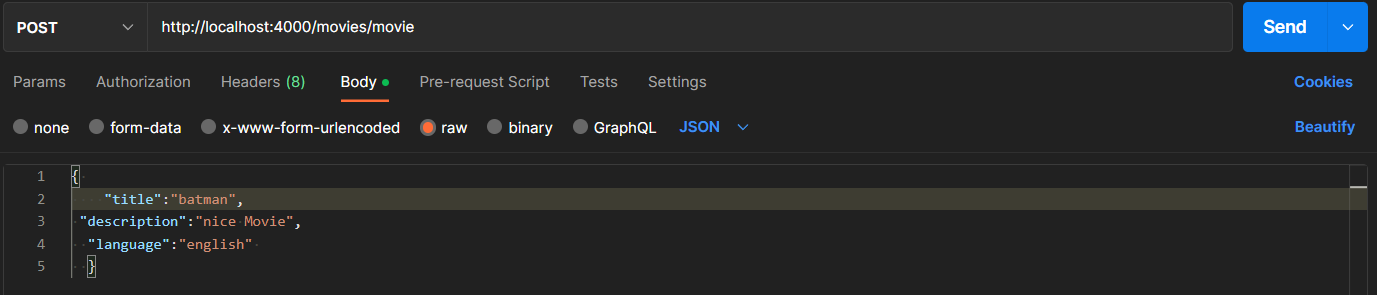 POST http://localhost:4000/movies/movie Send
Params Authorization Headers (8) Body Pre-request Script Tests Settings Cookies
none form-data x-www-form-urlencoded raw binary GraphQL JSON Beautify
1 {
2 "title":"batman",
3 "description":"nice Movie",
4 "language":"english"
5 }